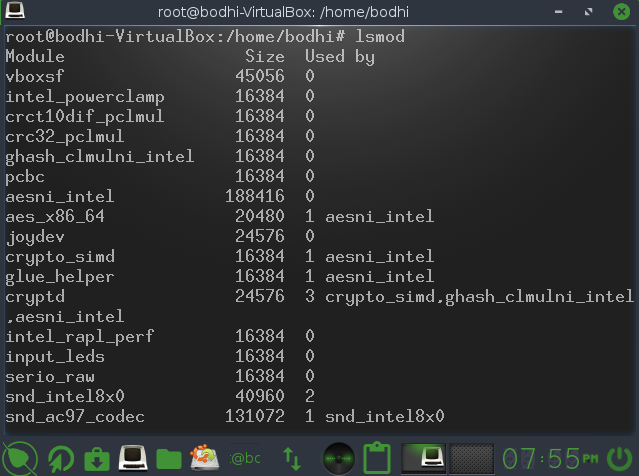 root@bodhi-VirtualBox: /home/bodhi
root@bodhi-VirtualBox:/home/bodhi# lsmod
Module                  Size  Used by
vboxsf                 45056  0
intel_powerclamp       16384  0
crct10dif_pclmul       16384  0
crc32_pclmul           16384  0
ghash_clmulni_intel    16384  0
pcbc                   16384  0
aesni_intel           188416  0
aes_x86_64             20480  1 aesni_intel
joydev                 24576  0
crypto_simd            16384  1 aesni_intel
glue_helper            16384  1 aesni_intel
cryptd                 24576  3 crypto_simd,ghash_clmulni_intel
,aesni_intel
intel_rapl_perf        16384  0
input_leds             16384  0
serio_raw              16384  0
snd_intel8x0           40960  2
snd_ac97_codec        131072  1 snd_intel8x0
:@bc
07:55PM